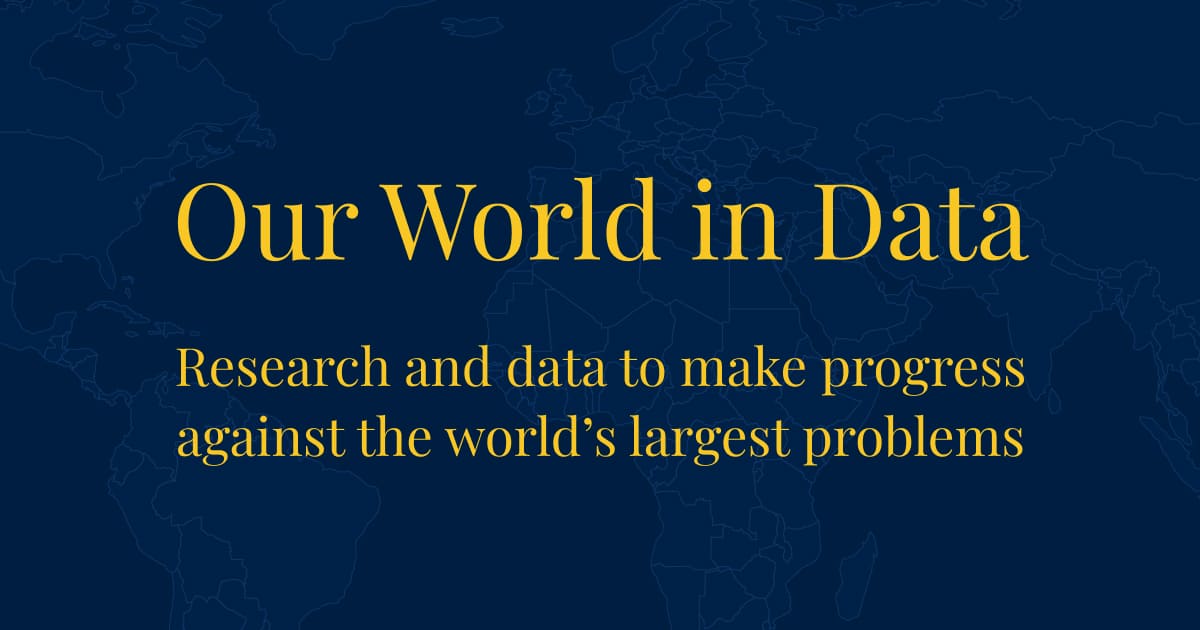 Our World in Data
Research and data to make progress
against the world’s largest problems